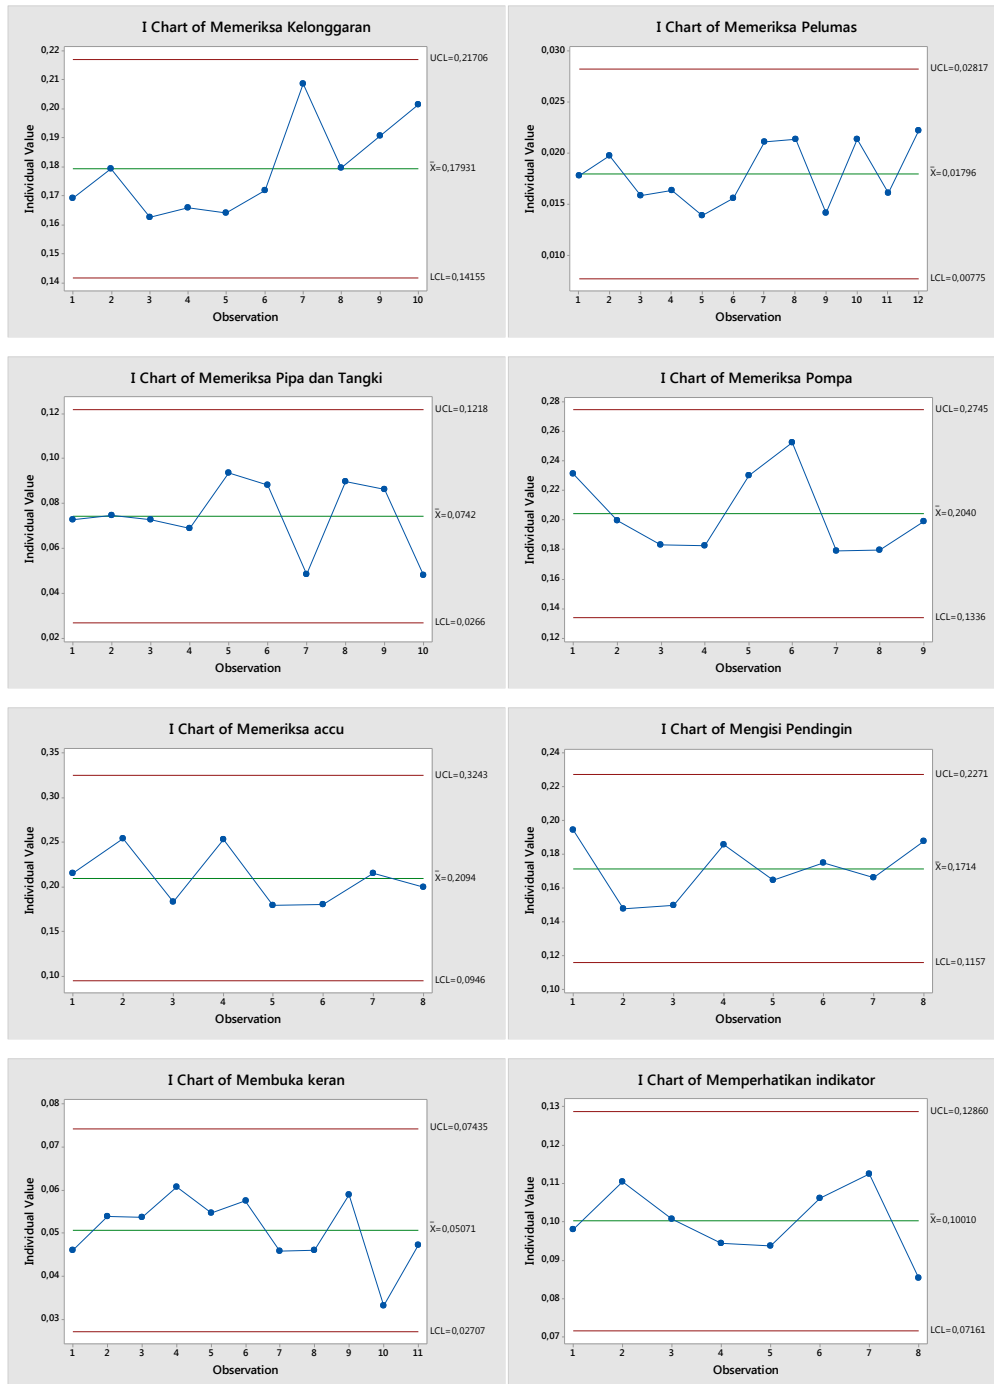 I Chart of Memeriksa Kelonggaran
0,22
0,21
0,20
0,19
0,18
0,17
0,16
0,15
0,14
Individual Value
UCL=0,21706
X̄=0,17931
LCL=0,14155
1 2 3 4 5 6 7 8 9 10
Observation
I Chart of Memeriksa Pelumas
0,030
0,025
0,020
0,015
0,010
Individual Value
UCL=0,02817
X̄=0,01796
LCL=0,00775
1 2 3 4 5 6 7 8 9 10 11 12
Observation
I Chart of Memeriksa Pipa dan Tangki
0,12
0,10
0,08
0,06
0,04
0,02
Individual Value
UCL=0,1218
X̄=0,0742
LCL=0,0266
1 2 3 4 5 6 7 8 9 10
Observation
I Chart of Memeriksa Pompa
0,28
0,26
0,24
0,22
0,20
0,18
0,16
0,14
0,12
Individual Value
UCL=0,2745
X̄=0,2040
LCL=0,1336
1 2 3 4 5 6 7 8 9
Observation
I Chart of Memeriksa accu
0,35
0,30
0,25
0,20
0,15
0,10
Individual Value
UCL=0,3243
X̄=0,2094
LCL=0,0946
1 2 3 4 5 6 7 8
Observation
I Chart of Mengisi Pendingin
0,24
0,22
0,20
0,18
0,16
0,14
0,12
0,10
Individual Value
UCL=0,2271
X̄=0,1714
LCL=0,1157
1 2 3 4 5 6 7 8
Observation
I Chart of Membuka keran
0,08
0,07
0,06
0,05
0,04
0,03
Individual Value
UCL=0,07435
X̄=0,05071
LCL=0,02707
1 2 3 4 5 6 7 8 9 10 11
Observation
I Chart of Memperhatikan indikator
0,13
0,12
0,11
0,10
0,09
0,08
0,07
Individual Value
UCL=0,12860
X̄=0,10010
LCL=0,07161
1 2 3 4 5 6 7 8
Observation